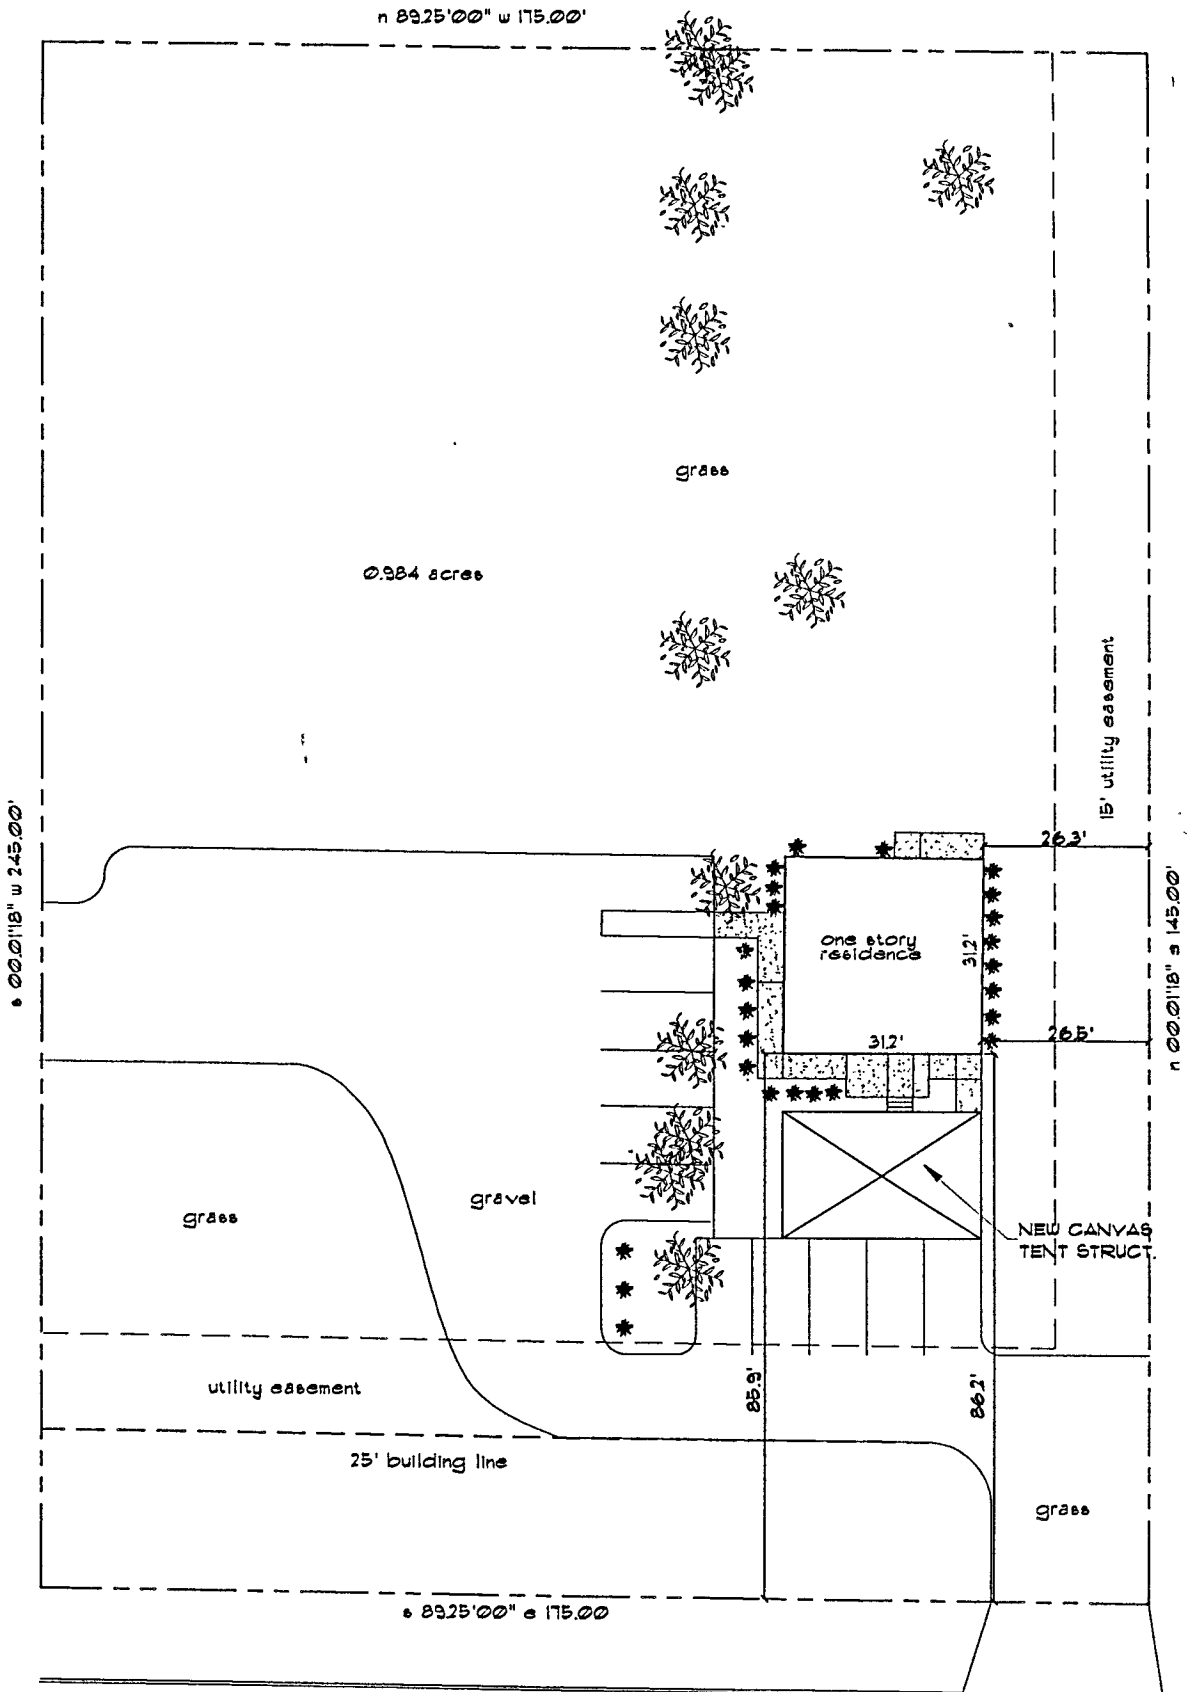 n 89.25'00" w 175.00'
grass
0.984 acres
15' utility easement
s 00.01'18" w 245.00'
26.3'
one story
residence
31.2'
n 00.01'18" e 145.00'
26.5'
31.2'
grass
gravel
NEW CANVAS
TENT STRUCT.
utility easement
85.9'
86.2'
25' building line
grass
s 89.25'00" e 175.00